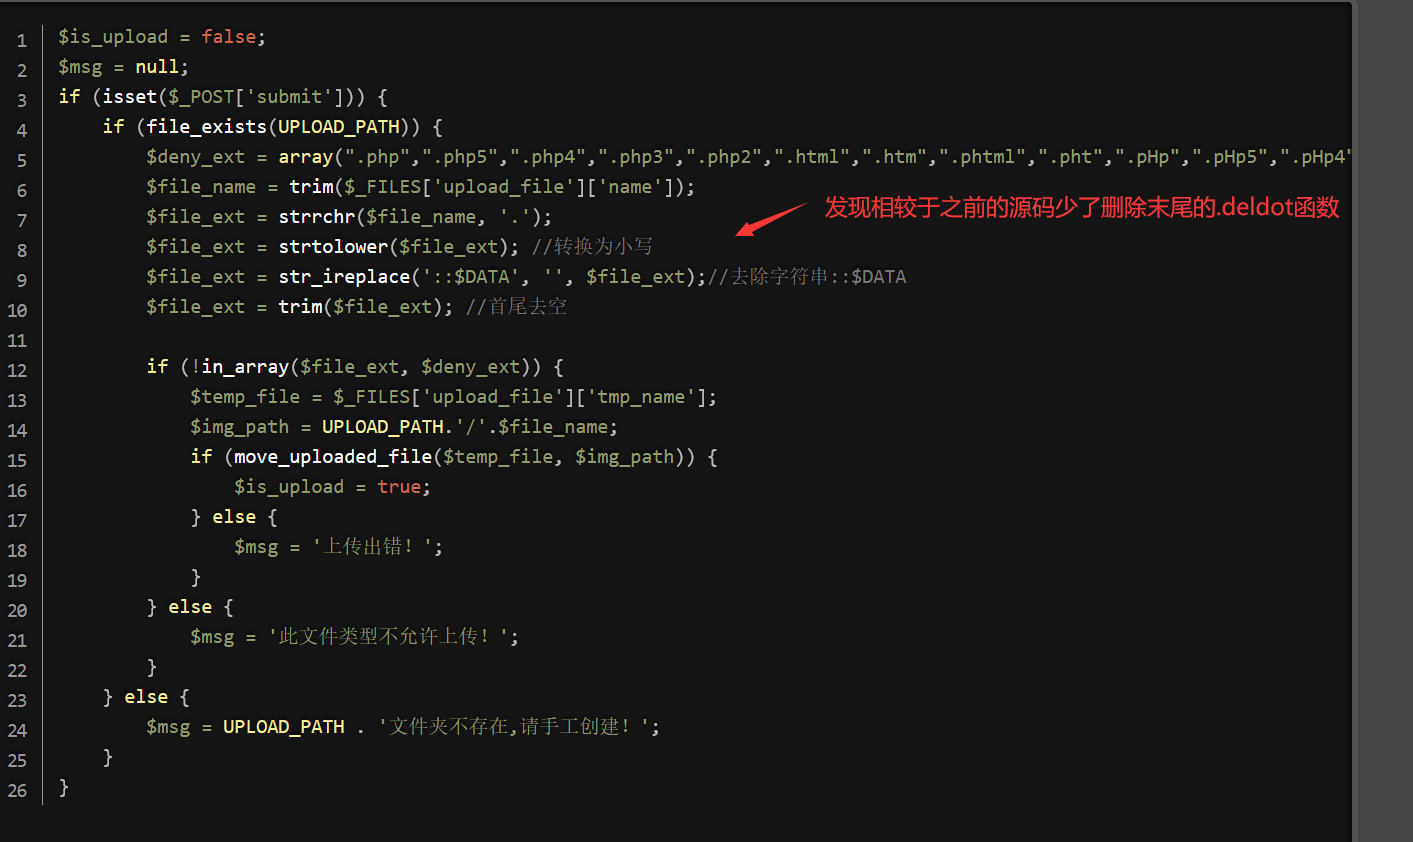 1 $is_upload = false;
2 $msg = null;
3 if (isset($_POST['submit'])) {
4 if (file_exists(UPLOAD_PATH)) {
5 $deny_ext = array(".php",".php5",".php4",".php3",".php2",".html",".htm",".phtml",".pht",".pHp",".pHp5",".pHp4"
6 $file_name = trim($_FILES['upload_file']['name']);
7 $file_ext = strrchr($file_name, '.');
发现相较于之前的源码少了删除末尾的.deldot函数
8 $file_ext = strtolower($file_ext); //转换为小写
9 $file_ext = str_ireplace('::$DATA', '', $file_ext);//去除字符串::$DATA
10 $file_ext = trim($file_ext); //首尾去空
11
12 if (!in_array($file_ext, $deny_ext)) {
13 $temp_file = $_FILES['upload_file']['tmp_name'];
14 $img_path = UPLOAD_PATH.'/'.$file_name;
15 if (move_uploaded_file($temp_file, $img_path)) {
16 $is_upload = true;
17 } else {
18 $msg = '上传出错！';
19 }
20 } else {
21 $msg = '此文件类型不允许上传！';
22 }
23 } else {
24 $msg = UPLOAD_PATH . '文件夹不存在,请手工创建！';
25 }
26 }